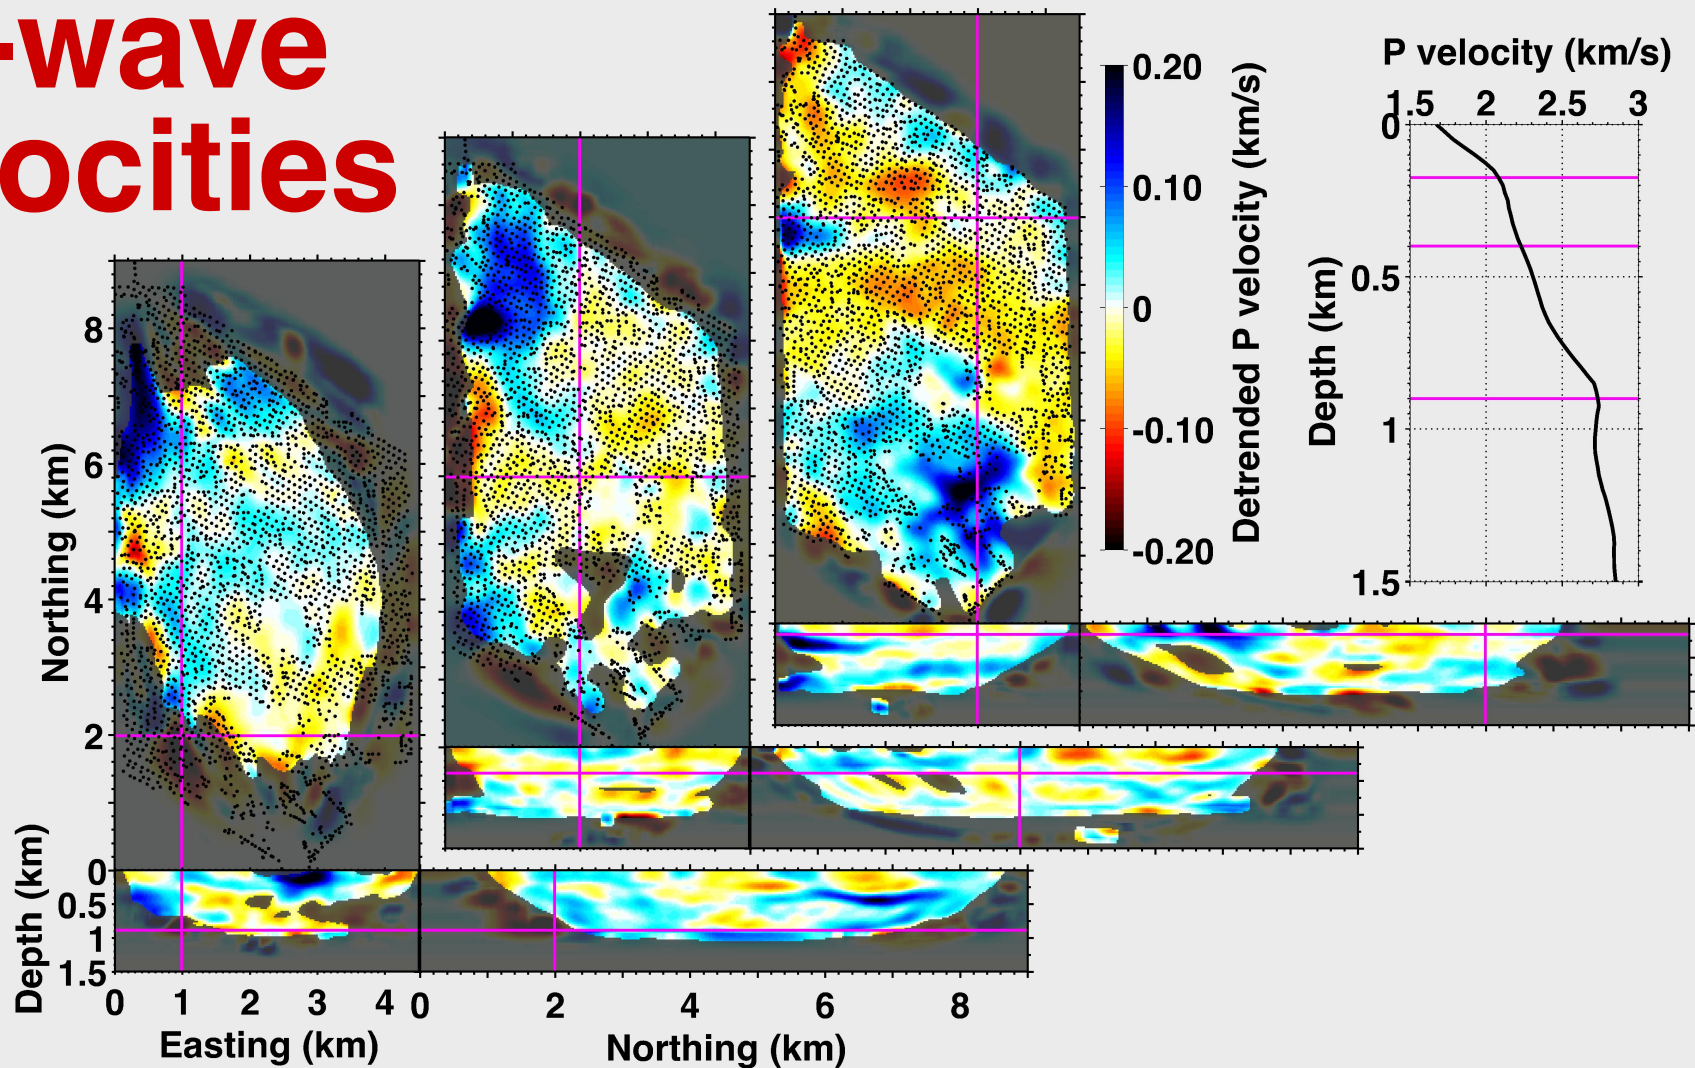 -wave
ocities
P velocity (km/s)
1.5 2 2.5 3
0
0.5
1
1.5
Depth (km)
0.20
0.10
0
-0.10
-0.20
Detrended P velocity (km/s)
8
6
4
2
0
Northing (km)
0.5
1
1.5
Depth (km)
0 1 2 3 4
Easting (km)
0 2 4 6 8
Northing (km)